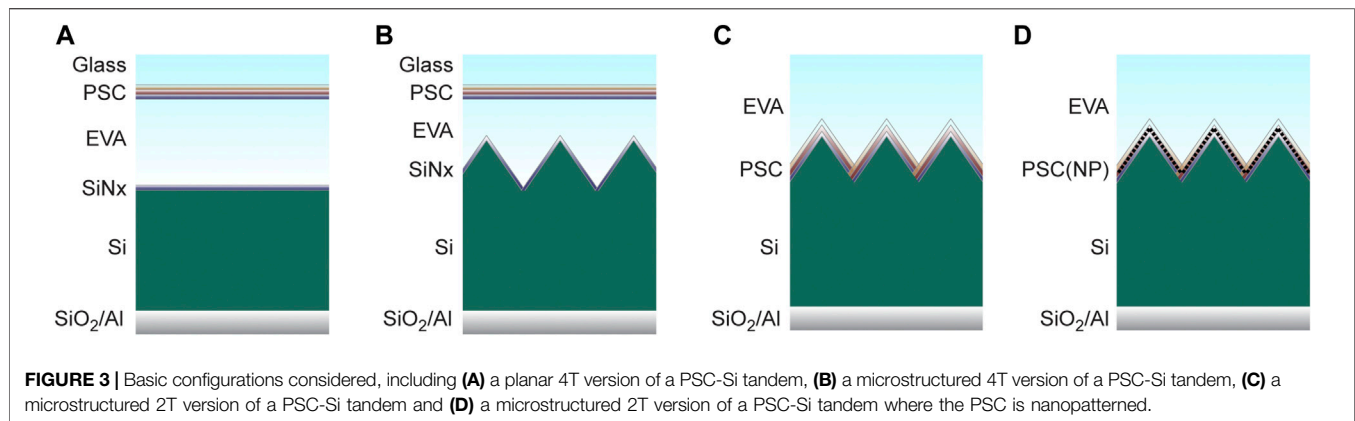 A
B
C
D
Glass
PSC
EVA
SiNx
Si
SiO2/Al
Glass
PSC
EVA
SiNx
Si
SiO2/Al
EVA
PSC
Si
SiO2/Al
EVA
PSC(NP)
Si
SiO2/Al
FIGURE 3 | Basic configurations considered, including (A) a planar 4T version of a PSC-Si tandem, (B) a microstructured 4T version of a PSC-Si tandem, (C) a
microstructured 2T version of a PSC-Si tandem and (D) a microstructured 2T version of a PSC-Si tandem where the PSC is nanopatterned.